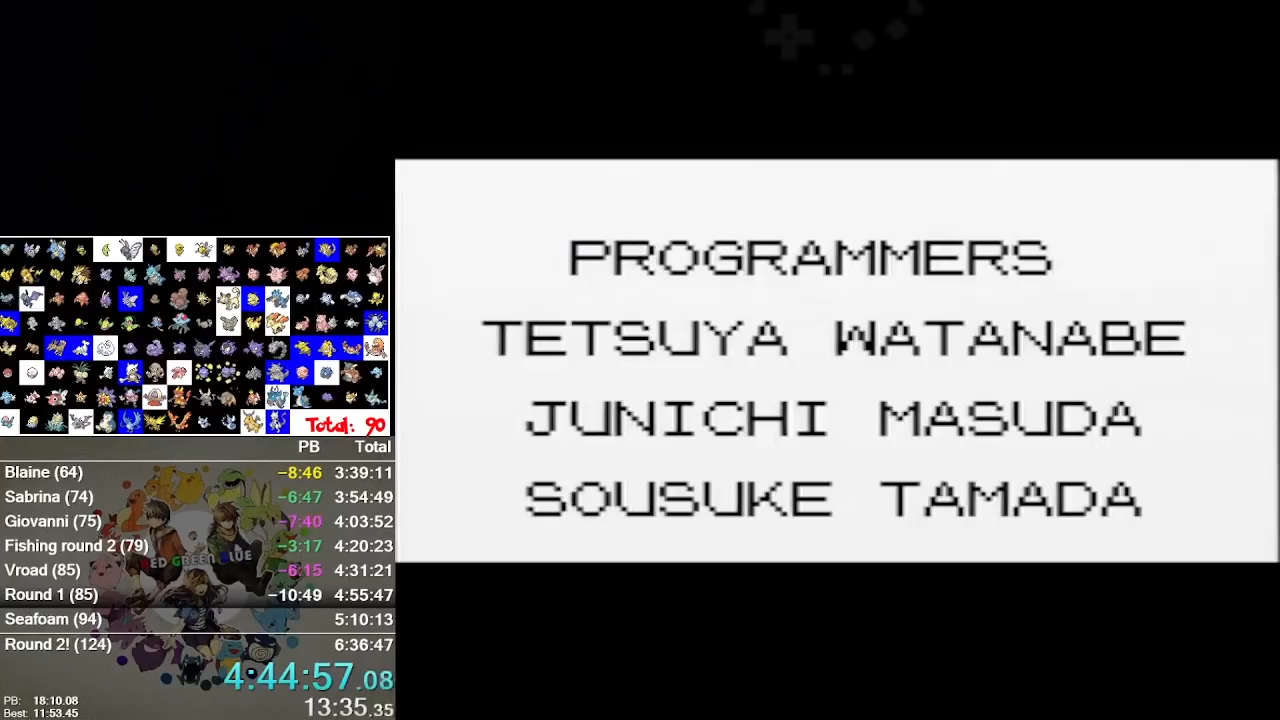 PROGRAMMERS
TETSUYA WATANABE
JUNICHI MASUDA
SOUSUKE TAMADA
Total: 90
PB Total
Blaine (64) −8:46 3:39:11
Sabrina (74) −6:47 3:54:49
Giovanni (75) −7:40 4:03:52
Fishing round 2 (79) −3:17 4:20:23
Vroad (85) −6:15 4:31:21
Round 1 (85) −10:49 4:55:47
Seafoam (94) 5:10:13
Round 2! (124) 6:36:47
RED GREEN BLUE
4:44:57.08
PB: 18:10.08
Best: 11:53.45
13:35.35